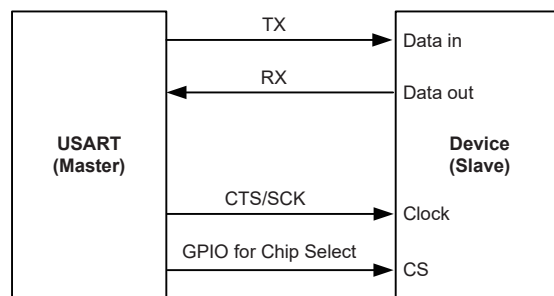 TX
Data in
RX
Data out
USART
(Master)
Device
(Slave)
CTS/SCK
Clock
GPIO for Chip Select
CS